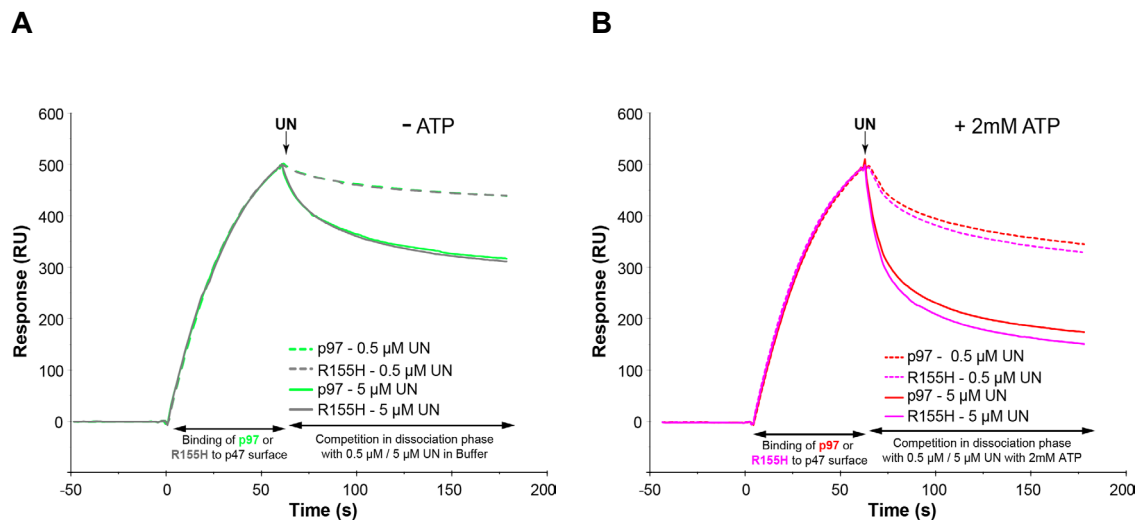 A
600
500
400
300
200
100
0
Response (RU)
UN
– ATP
p97 - 0.5 µM UN
R155H - 0.5 µM UN
p97 - 5 µM UN
R155H - 5 µM UN
Binding of p97 or
R155H to p47 surface
Competition in dissociation phase
with 0.5 µM / 5 µM UN in Buffer
-50 0 50 100 150 200
Time (s)
B
600
500
400
300
200
100
0
Response (RU)
UN
+ 2mM ATP
p97 - 0.5 µM UN
R155H - 0.5 µM UN
p97 - 5 µM UN
R155H - 5 µM UN
Binding of p97 or
R155H to p47 surface
Competition in dissociation phase
with 0.5 µM / 5 µM UN with 2mM ATP
-50 0 50 100 150 200
Time (s)